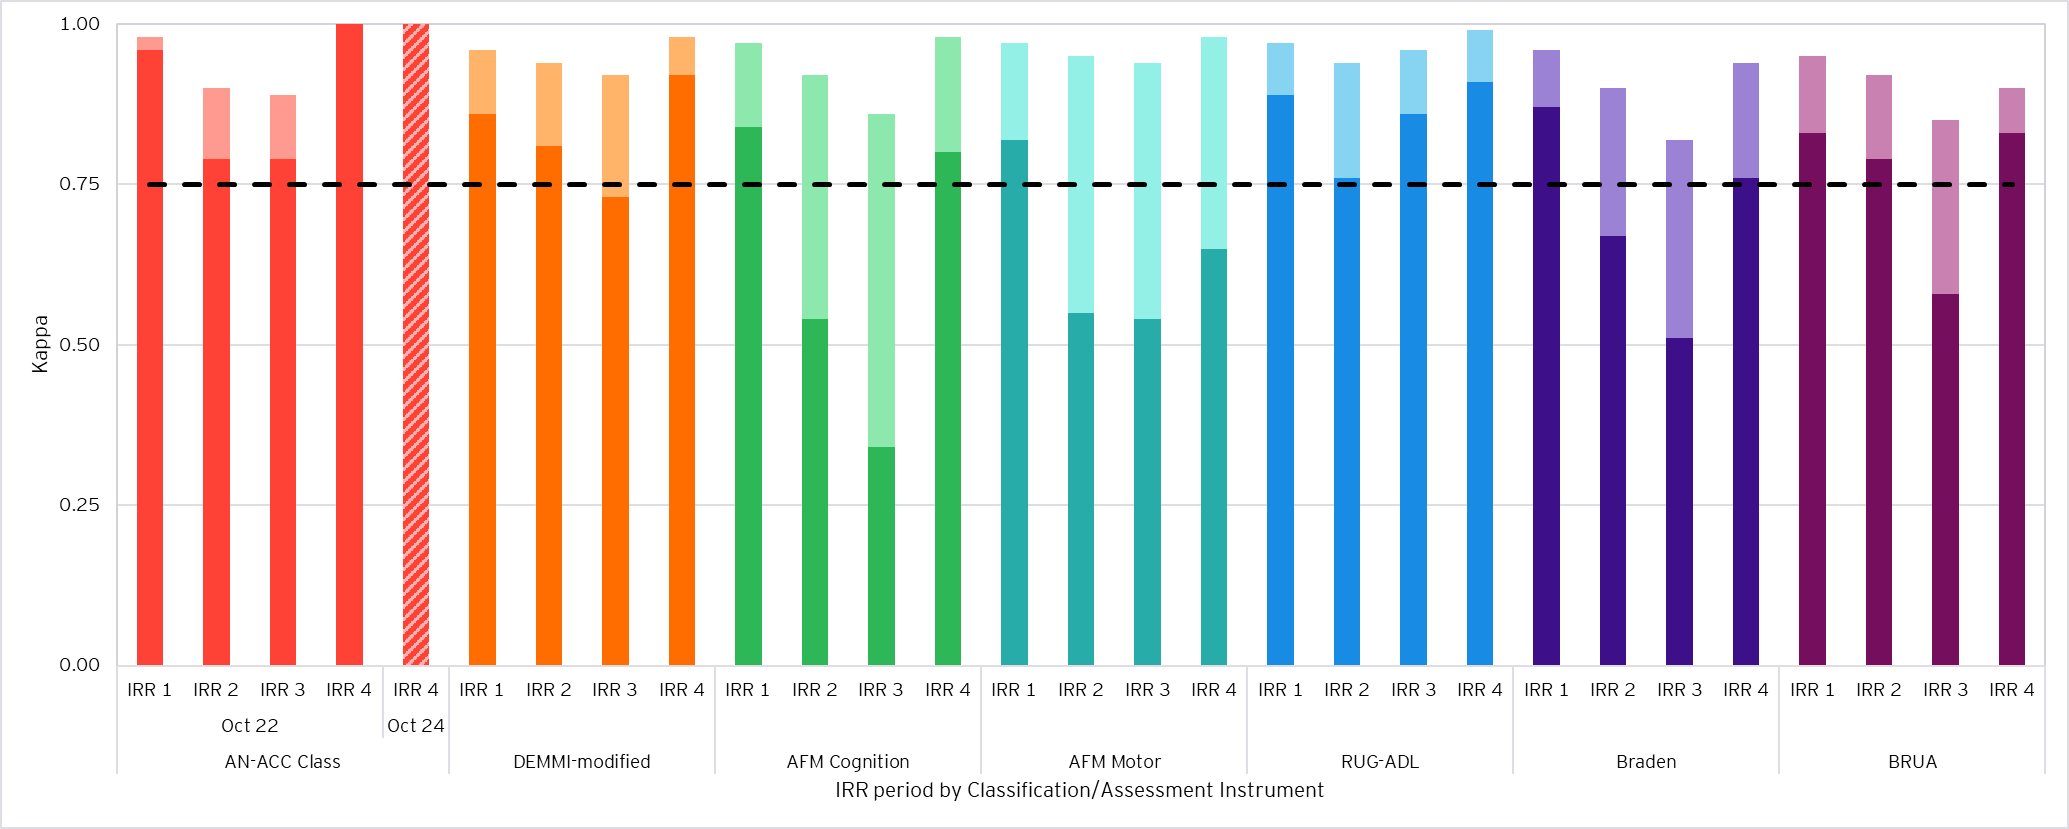 1.00
0.75
0.50
0.25
0.00
Kappa
IRR 1 IRR 2 IRR 3 IRR 4 IRR 4 IRR 1 IRR 2 IRR 3 IRR 4 IRR 1 IRR 2 IRR 3 IRR 4 IRR 1 IRR 2 IRR 3 IRR 4 IRR 1 IRR 2 IRR 3 IRR 4 IRR 1 IRR 2 IRR 3 IRR 4 IRR 1 IRR 2 IRR 3 IRR 4
Oct 22 Oct 24
AN-ACC Class DEMMI-modified AFM Cognition AFM Motor RUG-ADL Braden BRUA
IRR period by Classification/Assessment Instrument